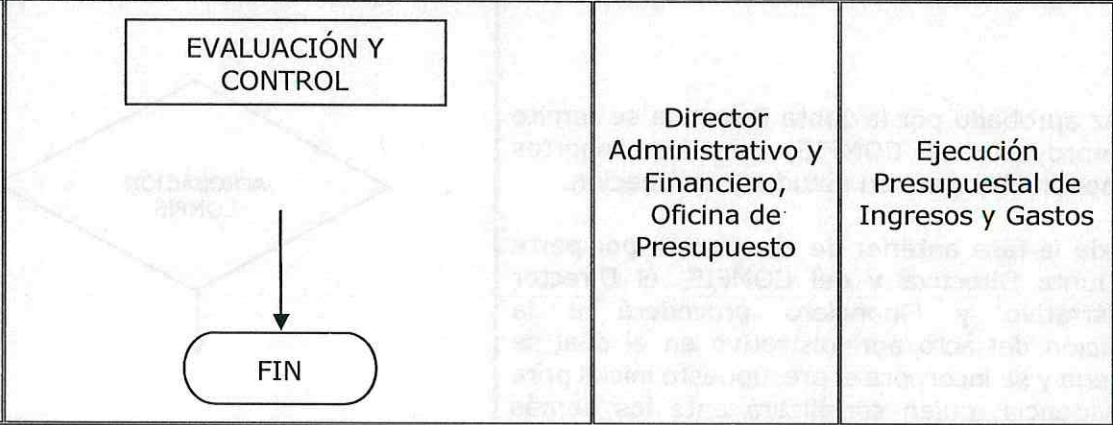 EVALUACIÓN Y
CONTROL
FIN
Director
Administrativo y
Financiero,
Oficina de
Presupuesto
Ejecución
Presupuestal de
Ingresos y Gastos